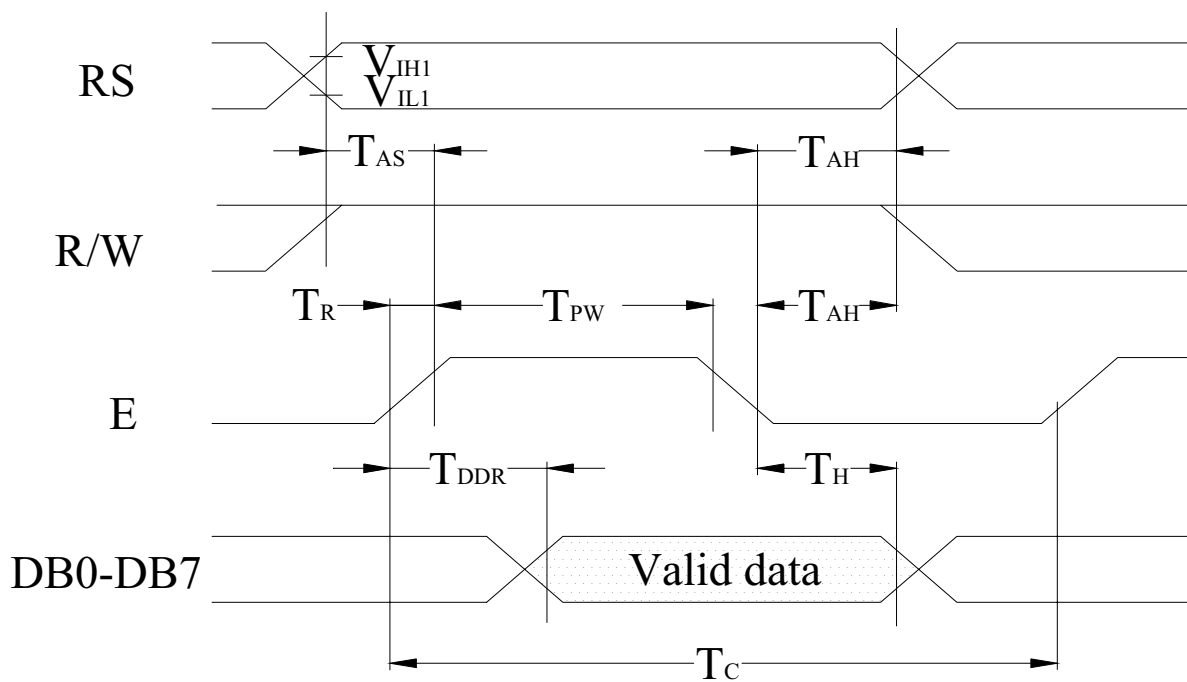 RS
VIH1
VIL1
TAS
TAH
R/W
TR
TPW
TAH
E
TDDR
TH
DB0-DB7
Valid data
TC